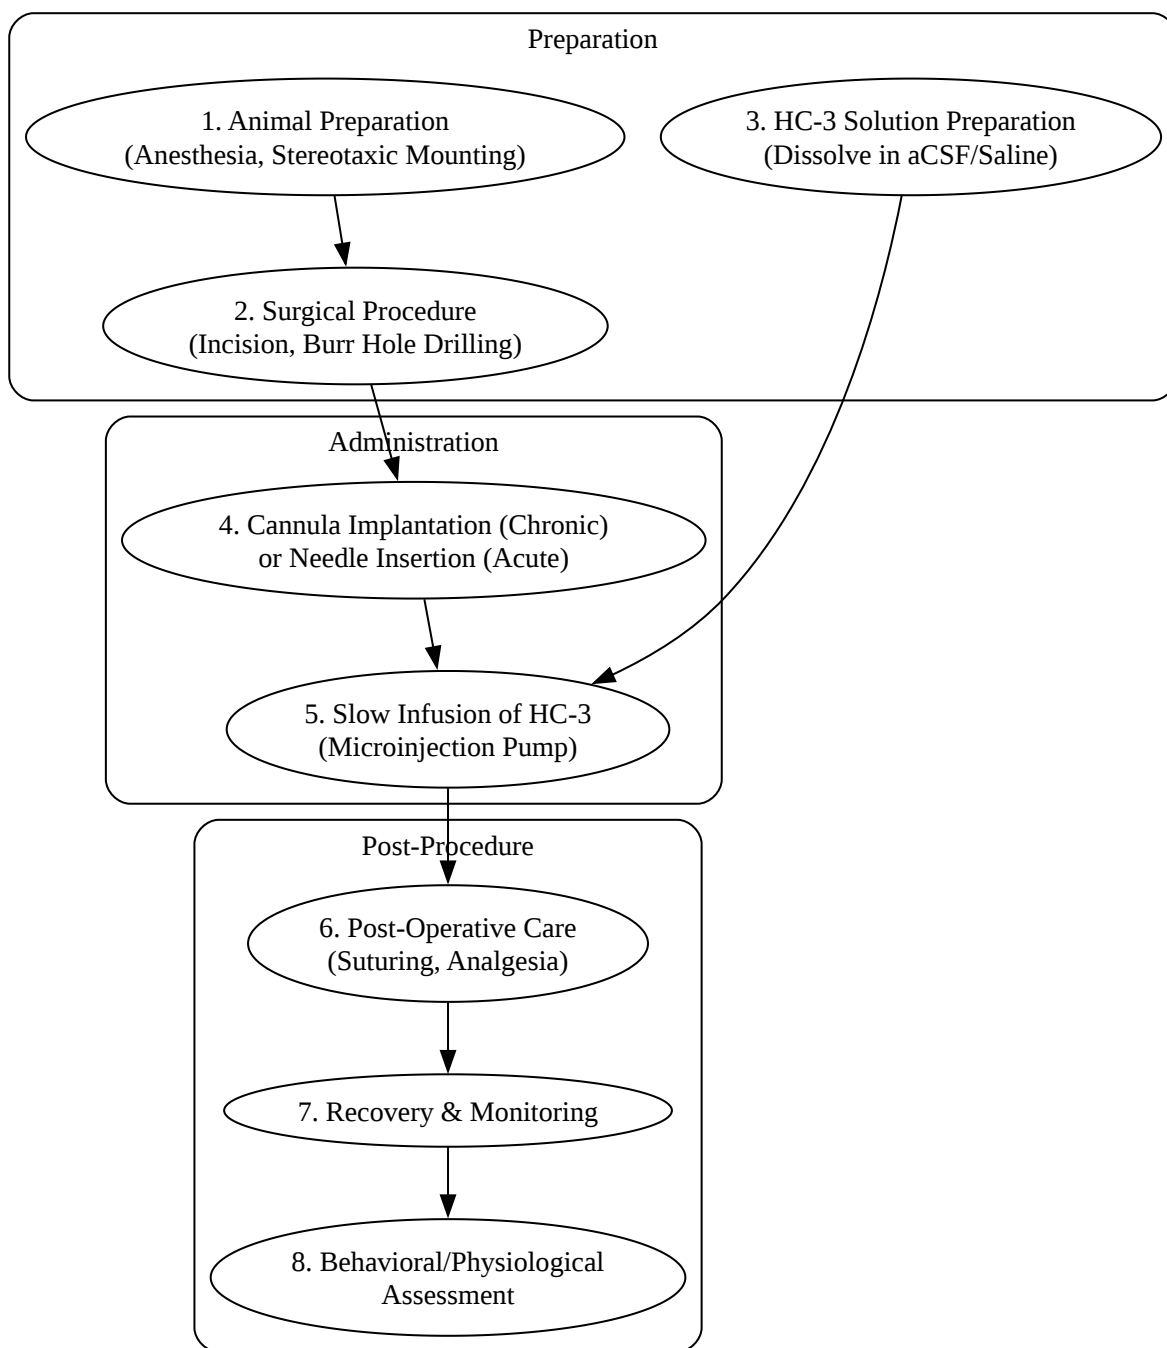 Preparation
1. Animal Preparation
(Anesthesia, Stereotaxic Mounting)
3. HC-3 Solution Preparation
(Dissolve in aCSF/Saline)
2. Surgical Procedure
(Incision, Burr Hole Drilling)
Administration
4. Cannula Implantation (Chronic)
or Needle Insertion (Acute)
5. Slow Infusion of HC-3
(Microinjection Pump)
Post-Procedure
6. Post-Operative Care
(Suturing, Analgesia)
7. Recovery & Monitoring
8. Behavioral/Physiological
Assessment